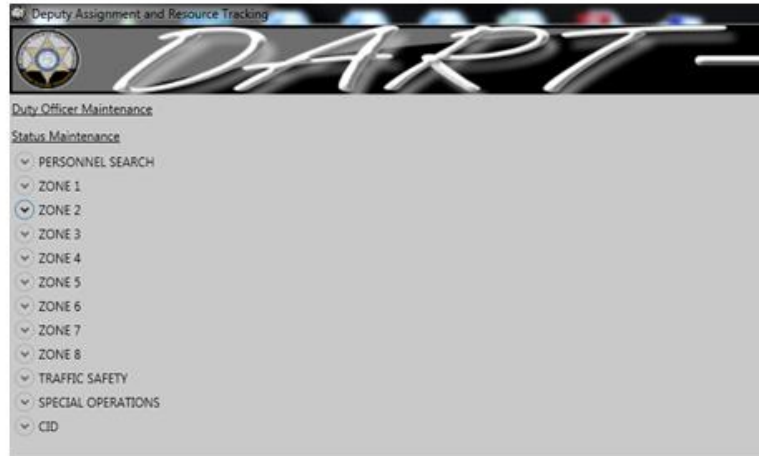 Deputy Assignment and Resource Tracking
DART -
Duty Officer Maintenance
Status Maintenance
PERSONNEL SEARCH
ZONE 1
ZONE 2
ZONE 3
ZONE 4
ZONE 5
ZONE 6
ZONE 7
ZONE 8
TRAFFIC SAFETY
SPECIAL OPERATIONS
CID